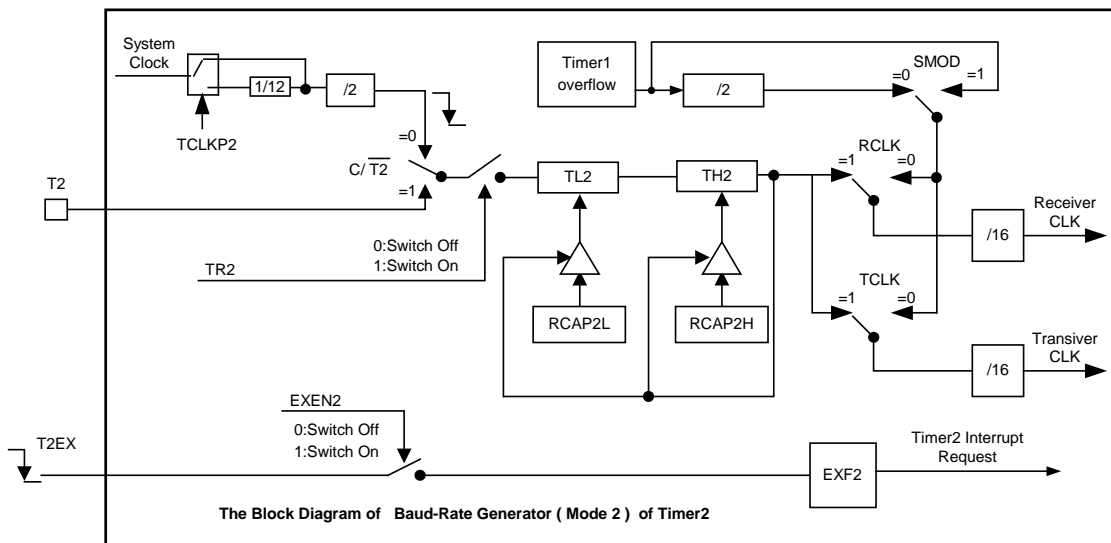 System
Clock
1/12
/2
TCLKP2
=0
C/T2
=1
T2
TR2
0:Switch Off
1:Switch On
TL2
TH2
RCAP2L
RCAP2H
Timer1
overflow
/2
SMOD
=0
=1
RCLK
=1
=0
Receiver
CLK
/16
TCLK
=1
=0
Transiver
CLK
/16
EXEN2
0:Switch Off
1:Switch On
T2EX
EXF2
Timer2 Interrupt
Request
The Block Diagram of Baud-Rate Generator ( Mode 2 ) of Timer2